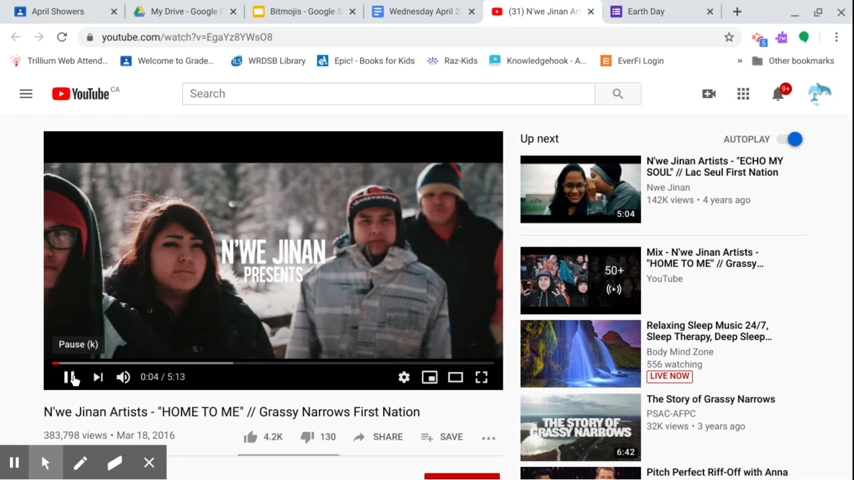 April Showers
My Drive - Google D
Bitmojis - Google S
Wednesday April 2
(31) N'we Jinan Art
Earth Day
youtube.com/watch?v=EgaYz8YWsO8
Trillium Web Attend...
Welcome to Grade...
WRDSB Library
Epic! - Books for Kids
Raz-Kids
Knowledgehook - A...
EverFi Login
»
Other bookmarks
YouTube CA
Search
9+
Up next
AUTOPLAY
N'WE JINAN
PRESENTS
Pause (k)
0:04 / 5:13
N'we Jinan Artists - "HOME TO ME" // Grassy Narrows First Nation
383,798 views • Mar 18, 2016
4.2K
130
SHARE
SAVE
N'we Jinan Artists - "ECHO MY
SOUL" // Lac Seul First Nation
Nwe Jinan
142K views • 4 years ago
5:04
Mix - N'we Jinan Artists -
"HOME TO ME" // Grassy...
YouTube
50+
Relaxing Sleep Music 24/7,
Sleep Therapy, Deep Sleep...
Body Mind Zone
556 watching
LIVE NOW
The Story of Grassy Narrows
PSAC-AFPC
32K views • 3 years ago
THE STORY OF
GRASSY NARROWS
6:42
Pitch Perfect Riff-Off with Anna